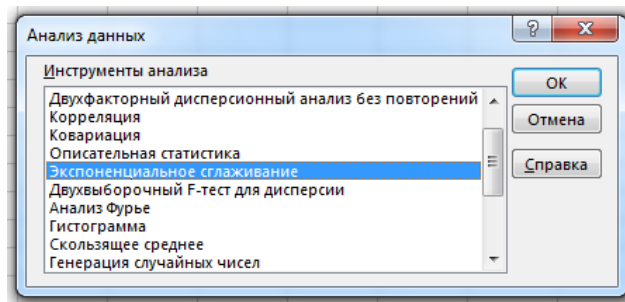 Анализ данных
Инструменты анализа
Двухфакторный дисперсионный анализ без повторений
Корреляция
Ковариация
Описательная статистика
Экспоненциальное сглаживание
Двухвыборочный F-тест для дисперсии
Анализ Фурье
Гистограмма
Скользящее среднее
Генерация случайных чисел
ОК
Отмена
Справка